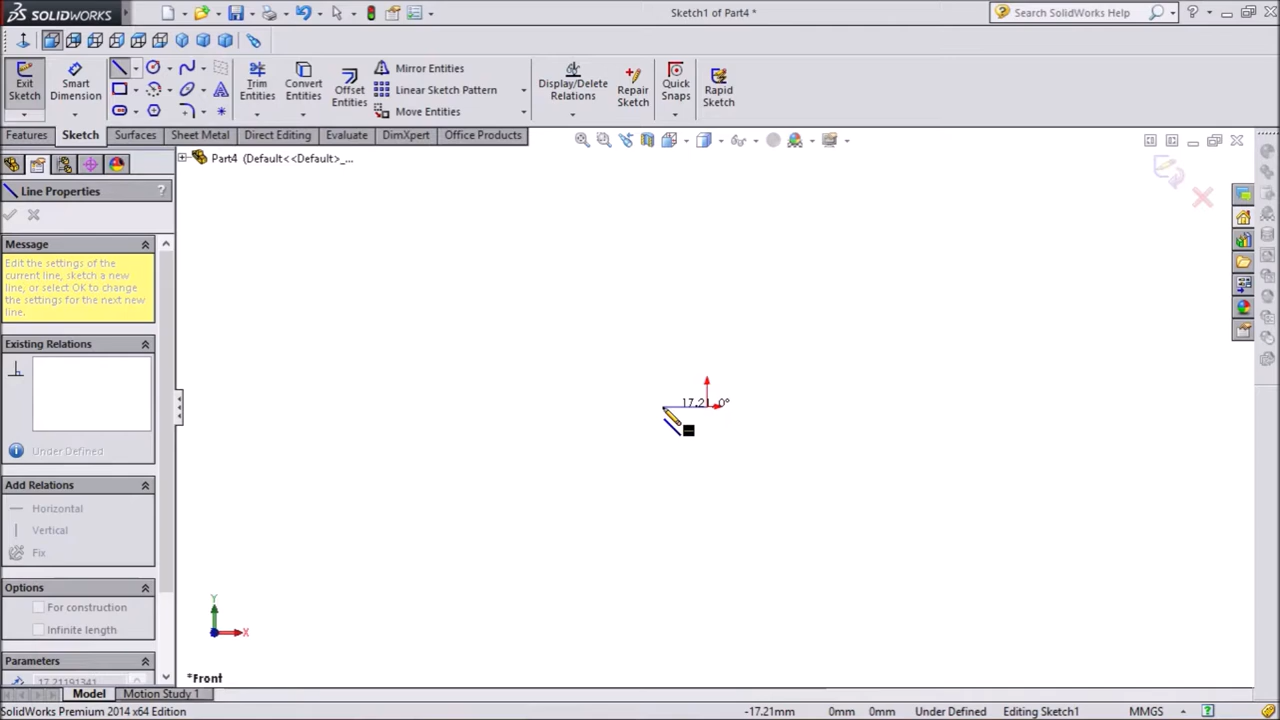 SOLIDWORKS
Sketch1 of Part4 *
Search SolidWorks Help
Exit Sketch
Smart Dimension
Trim Entities
Convert Entities
Offset Entities
Mirror Entities
Linear Sketch Pattern
Move Entities
Display/Delete Relations
Repair Sketch
Quick Snaps
Rapid Sketch
Features
Sketch
Surfaces
Sheet Metal
Direct Editing
Evaluate
DimXpert
Office Products
Part4 (Default<<Default>_...
Line Properties
?
Message
Edit the settings of the
current line, sketch a new
line, or select OK to change
the settings for the next new
line.
Existing Relations
Under Defined
Add Relations
Horizontal
Vertical
Fix
Options
For construction
Infinite length
Parameters
17.21191341
17.21, 0°
Y
X
*Front
Model
Motion Study 1
SolidWorks Premium 2014 x64 Edition
-17.21mm
0mm
0mm
Under Defined
Editing Sketch1
MMGS